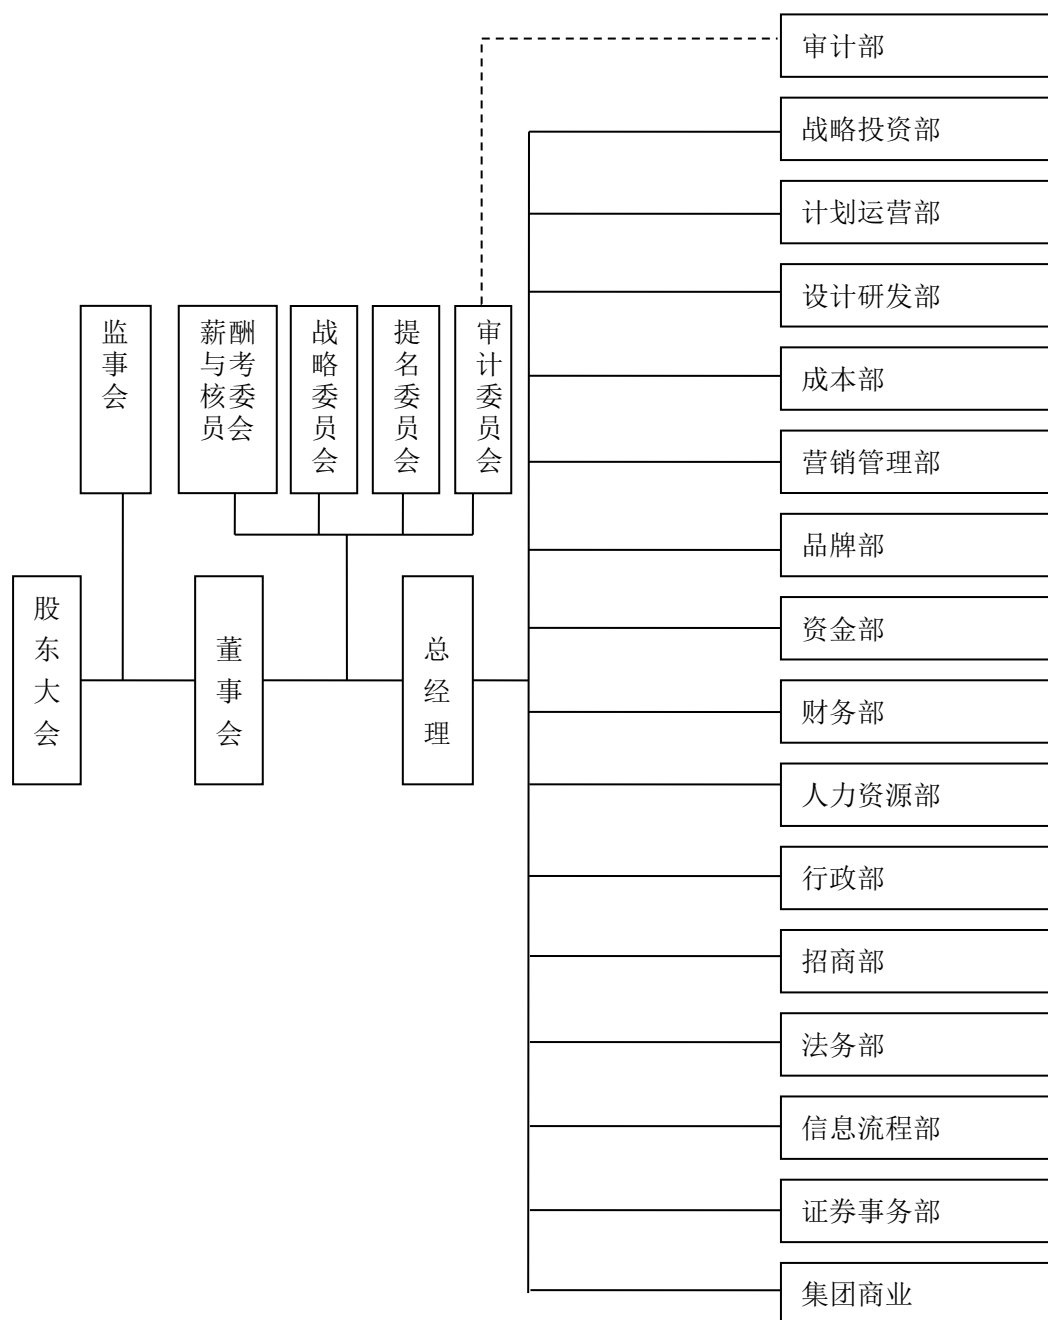 审计部
战略投资部
计划运营部
设计研发部
成本部
营销管理部
品牌部
资金部
财务部
人力资源部
行政部
招商部
法务部
信息流程部
证券事务部
集团商业
监事会
薪酬
与考
核委
员会
战略委员会
提名委员会
审计委员会
股东大会
董事会
总经理